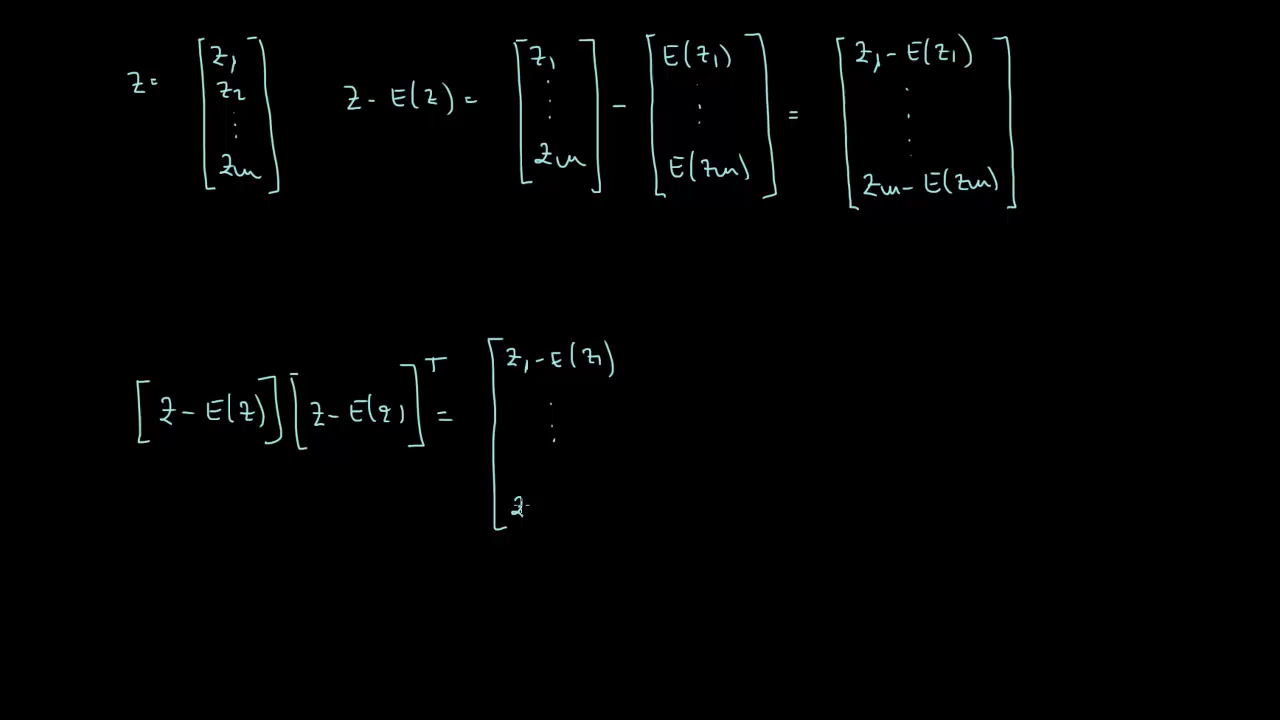 z = [ z₁ z₂ ⋮ zₘ ]   z - E(z) = [ z₁ ⋮ zₘ ] - [ E(z₁) ⋮ E(zₘ) ] = [ z₁ - E(z₁) ⋮ zₘ - E(zₘ) ]
[ z - E(z) ] [ z - E(z) ]ᵀ = [ z₁ - E(z₁) ⋮ z